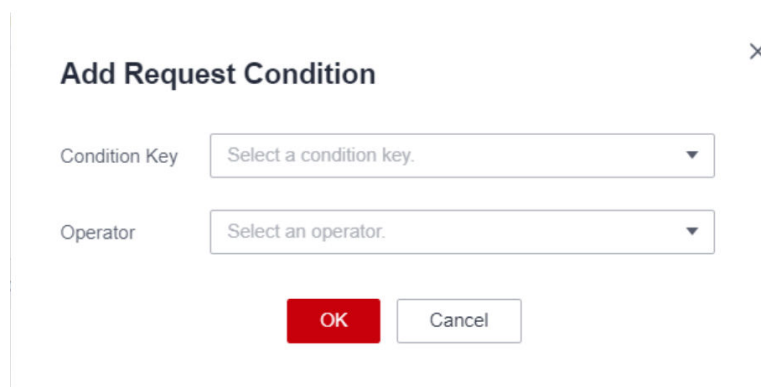 Add Request Condition
Condition Key Select a condition key.
Operator Select an operator.
OK Cancel